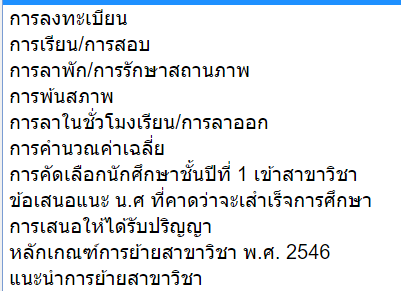 การลงทะเบียน
การเรียน/การสอบ
การลาพัก/การรักษาสถานภาพ
การพ้นสภาพ
การลาในชั่วโมงเรียน/การลาออก
การคำนวณค่าเฉลี่ย
การคัดเลือกนักศึกษาชั้นปีที่ 1 เข้าสาขาวิชา
ข้อเสนอแนะ น.ศ ที่คาดว่าจะเสำเร็จการศึกษา
การเสนอให้ได้รับปริญญา
หลักเกณฑ์การย้ายสาขาวิชา พ.ศ. 2546
แนะนำการย้ายสาขาวิชา